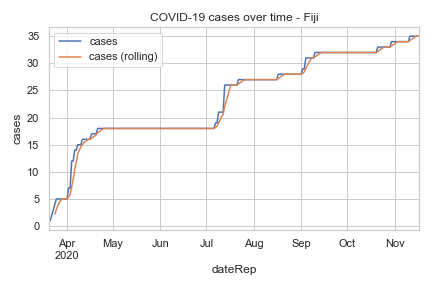 COVID-19 cases over time - Fiji
cases
cases (rolling)
35
30
25
20
15
10
5
0
cases
Apr
2020
May
Jun
Jul
Aug
Sep
Oct
Nov
dateRep